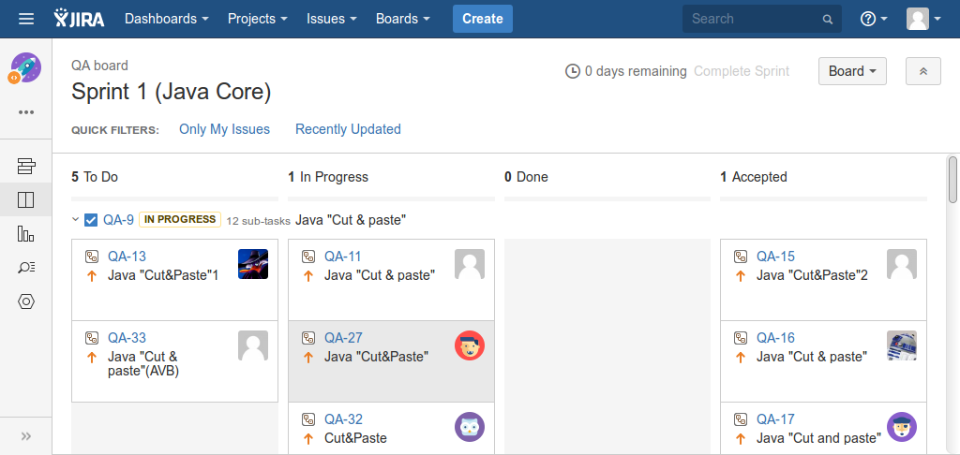 JIRA Dashboards Projects Issues Boards Create Search
QA board
0 days remaining Complete Sprint Board
Sprint 1 (Java Core)
QUICK FILTERS: Only My Issues Recently Updated
5 To Do 1 In Progress 0 Done 1 Accepted
QA-9 IN PROGRESS 12 sub-tasks Java "Cut & paste"
QA-13
Java "Cut&Paste"1
QA-11
Java "Cut & paste"
QA-15
Java "Cut&Paste"2
QA-33
Java "Cut &
paste"(AVB)
QA-27
Java "Cut&Paste"
QA-16
Java "Cut & paste"
QA-32
Cut&Paste
QA-17
Java "Cut and paste"